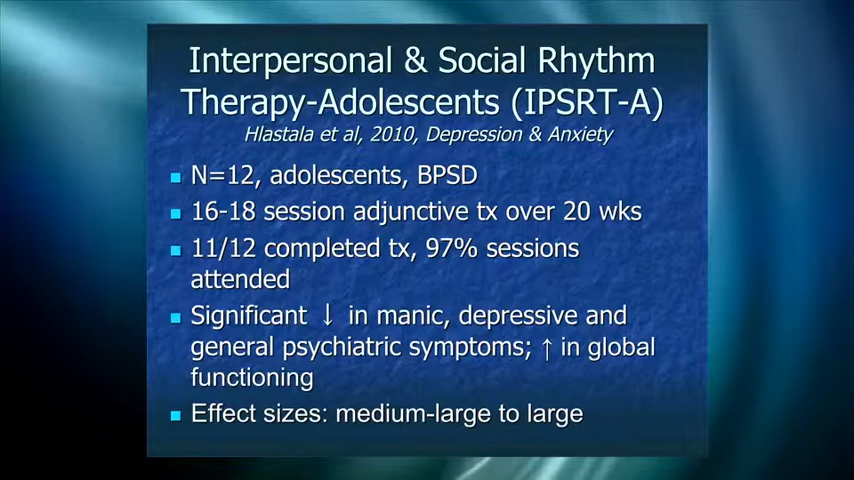 Interpersonal & Social Rhythm
Therapy-Adolescents (IPSRT-A)
Hlastala et al, 2010, Depression & Anxiety
N=12, adolescents, BPSD
16-18 session adjunctive tx over 20 wks
11/12 completed tx, 97% sessions
attended
Significant ↓ in manic, depressive and
general psychiatric symptoms; ↑ in global
functioning
Effect sizes: medium-large to large